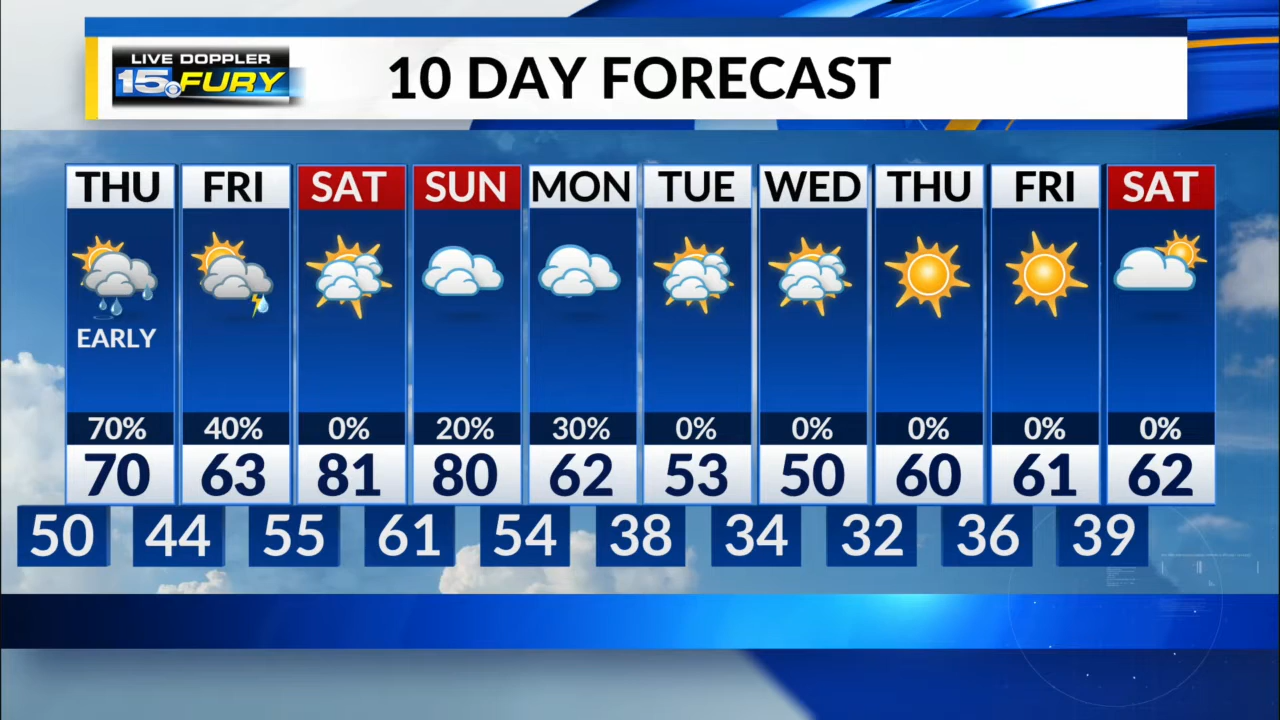 LIVE DOPPLER
15 FURY
10 DAY FORECAST
THU FRI SAT SUN MON TUE WED THU FRI SAT
EARLY
70% 40% 0% 20% 30% 0% 0% 0% 0% 0%
70 63 81 80 62 53 50 60 61 62
50 44 55 61 54 38 34 32 36 39